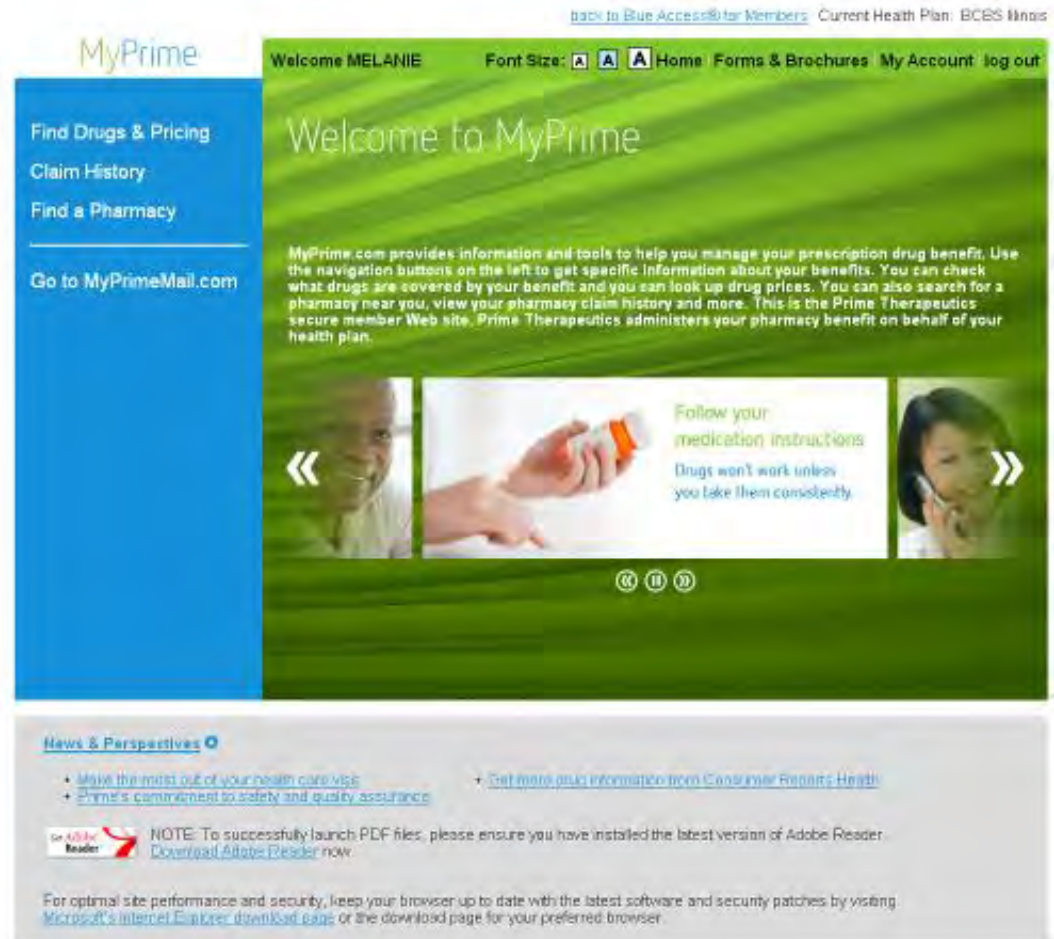 back to Blue Access® for Members Current Health Plan: BCBS Illinois
MyPrime
Welcome MELANIE Font Size: A A A Home Forms & Brochures My Account log out
Find Drugs & Pricing
Claim History
Find a Pharmacy
Go to MyPrimeMail.com
Welcome to MyPrime
MyPrime.com provides information and tools to help you manage your prescription drug benefit. Use
the navigation buttons on the left to get specific information about your benefits. You can check
what drugs are covered by your benefit and you can look up drug prices. You can also search for a
pharmacy near you, view your pharmacy claim history and more. This is the Prime Therapeutics
secure member Web site. Prime Therapeutics administers your pharmacy benefit on behalf of your
health plan.
Follow your
medication instructions
Drugs won't work unless
you take them consistently.
News & Perspectives
• Make the most out of your health care visit
• Prime's commitment to safety and quality assurance
• Get more drug information from Consumer Reports Health
Get Adobe
Reader
NOTE: To successfully launch PDF files, please ensure you have installed the latest version of Adobe Reader.
Download Adobe Reader now.
For optimal site performance and security, keep your browser up to date with the latest software and security patches by visiting
Microsoft's Internet Explorer download page or the download page for your preferred browser.